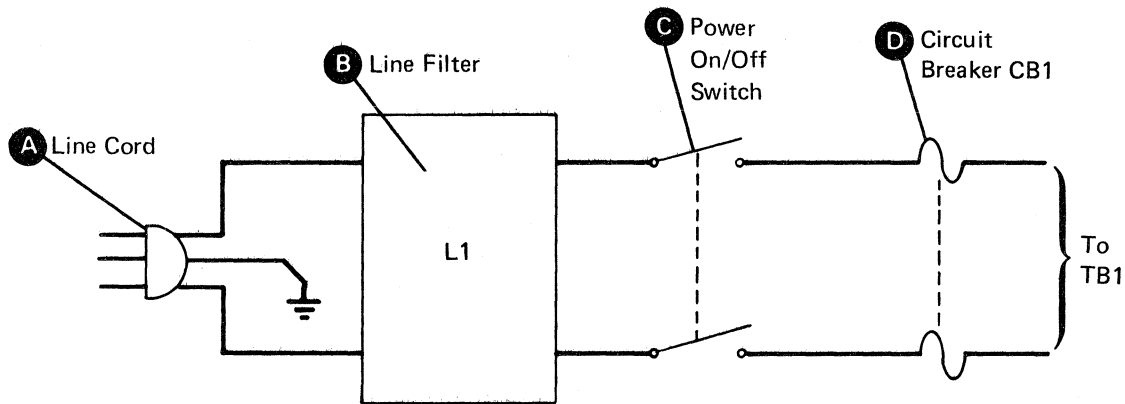 A Line Cord
B Line Filter
C Power
On/Off
Switch
D Circuit
Breaker CB1
L1
To
TB1